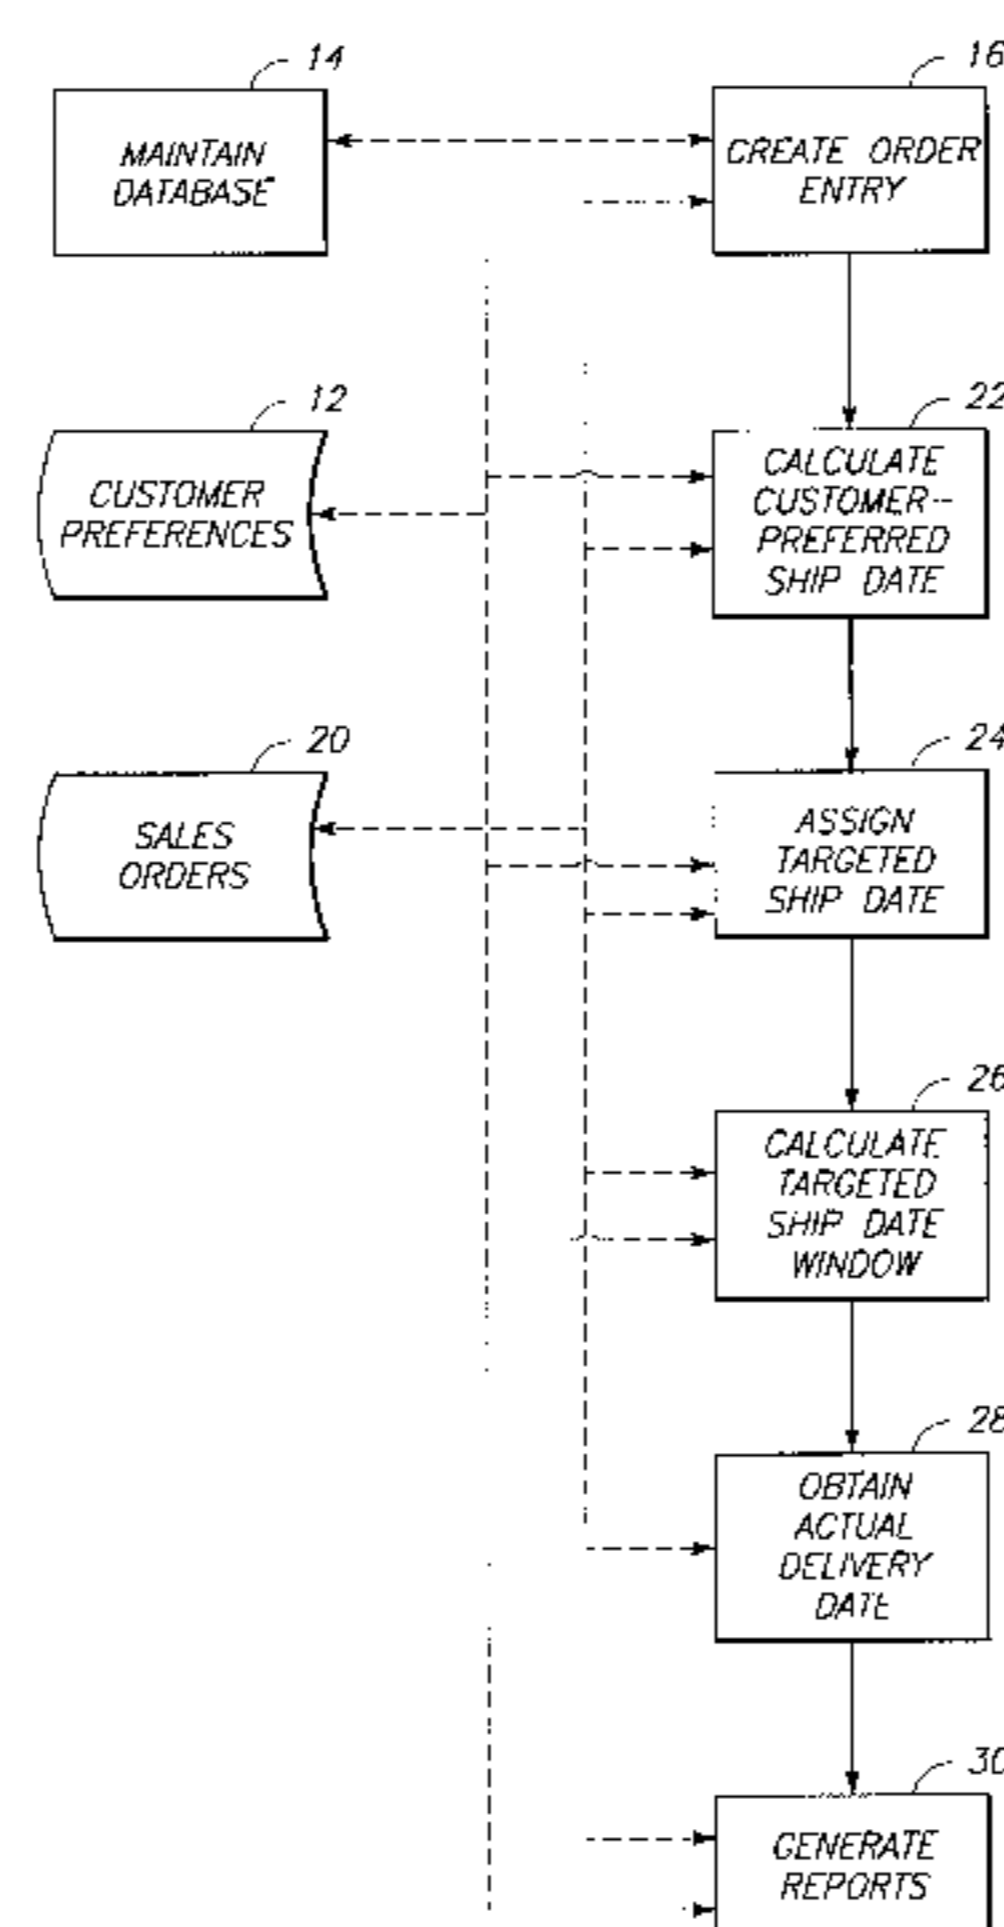 14
MAINTAIN
DATABASE
16
CREATE ORDER
ENTRY
12
CUSTOMER
PREFERENCES
22
CALCULATE
CUSTOMER-
PREFERRED
SHIP DATE
20
SALES
ORDERS
24
ASSIGN
TARGETED
SHIP DATE
26
CALCULATE
TARGETED
SHIP DATE
WINDOW
28
OBTAIN
ACTUAL
DELIVERY
DATE
30
GENERATE
REPORTS